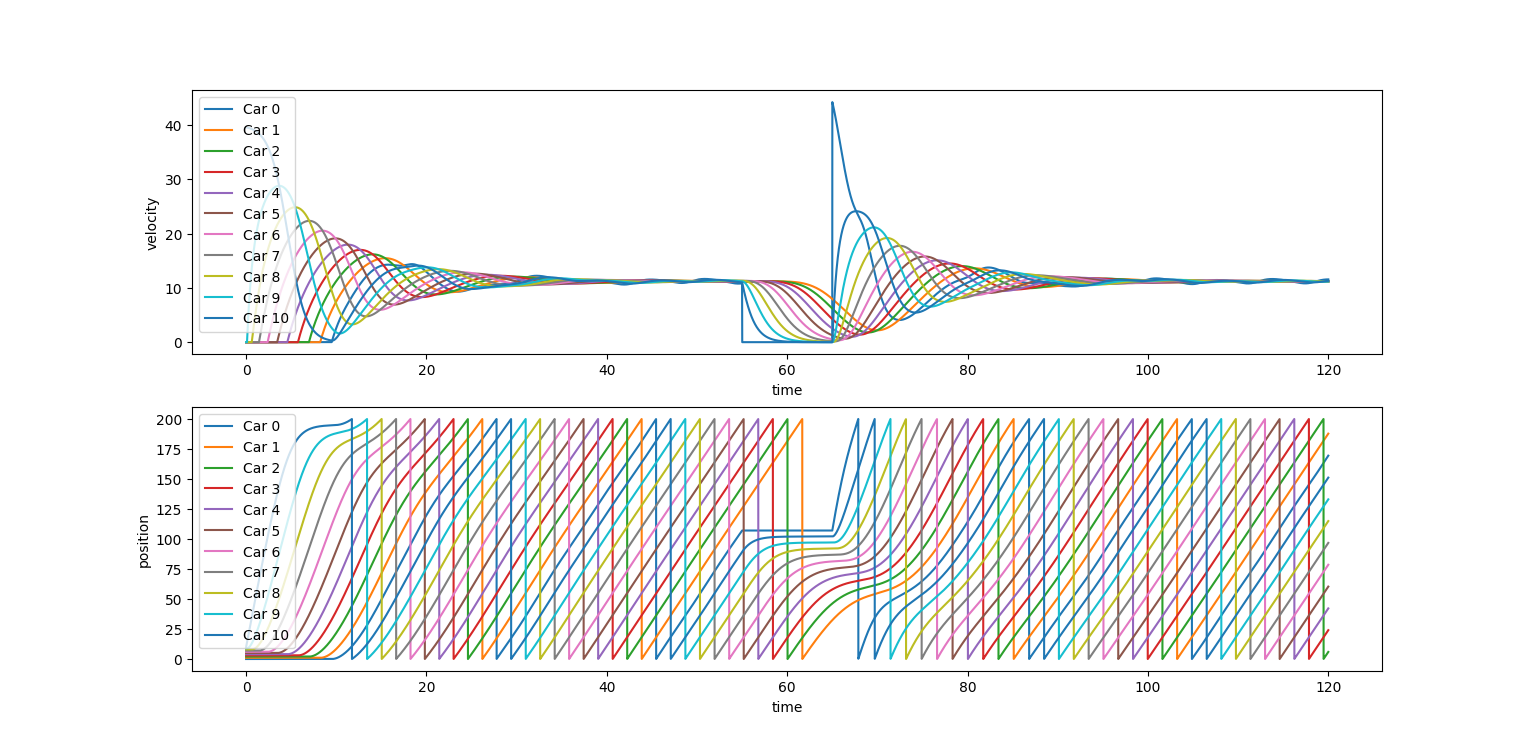 velocity
40
30
20
10
0
Car 0
Car 1
Car 2
Car 3
Car 4
Car 5
Car 6
Car 7
Car 8
Car 9
Car 10
0 20 40 60 80 100 120
time
position
200
175
150
125
100
75
50
25
0
Car 0
Car 1
Car 2
Car 3
Car 4
Car 5
Car 6
Car 7
Car 8
Car 9
Car 10
0 20 40 60 80 100 120
time